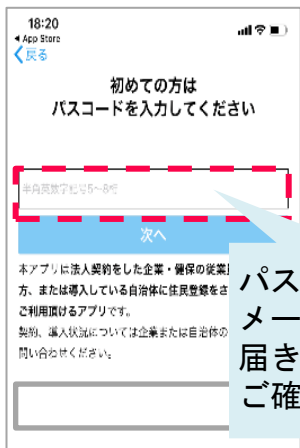 18:20
App Store
戻る
初めての方は
パスコードを入力してください
半角英数字記号5〜8桁
次へ
本アプリは法人契約をした企業・健保の従業
方、または導入している自治体に住民登録をさ
ご利用頂けるアプリです。
契約、導入状況については企業または自治体の
問い合わせください。
パス
メー
届き
ご確